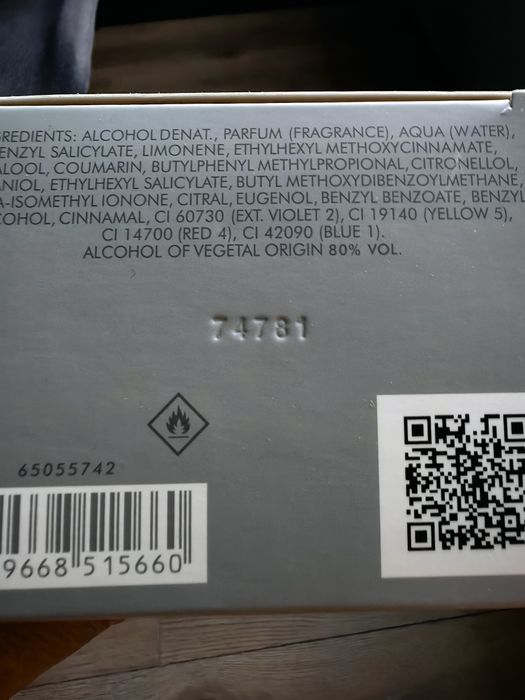 GREDIENTS: ALCOHOL DENAT., PARFUM (FRAGRANCE), AQUA (WATER),
ENZYL SALICYLATE, LIMONENE, ETHYLHEXYL METHOXYCINNAMATE,
ALOOL, COUMARIN, BUTYLPHENYL METHYLPROPIONAL, CITRONELLOL,
ANIOL, ETHYLHEXYL SALICYLATE, BUTYL METHOXYDIBENZOYLMETHANE,
A-ISOMETHYL IONONE, CITRAL, EUGENOL, BENZYL BENZOATE, BENZYL
COHOL, CINNAMAL, CI 60730 (EXT. VIOLET 2), CI 19140 (YELLOW 5),
CI 14700 (RED 4), CI 42090 (BLUE 1).
ALCOHOL OF VEGETAL ORIGIN 80% VOL.
74781
65055742
9668 515660